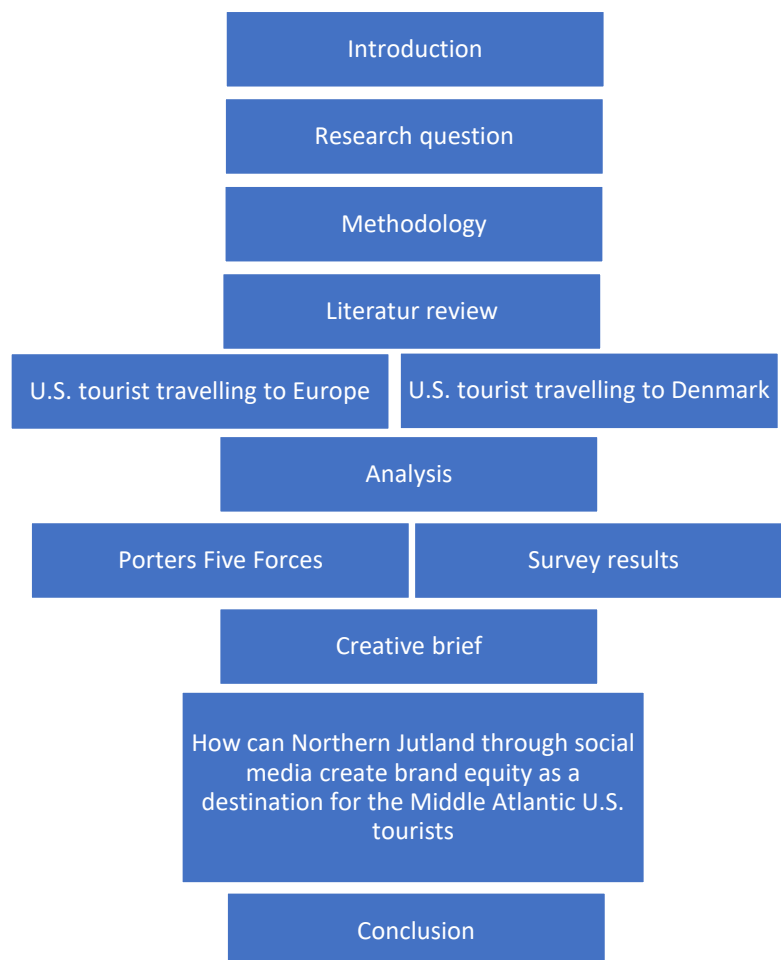 Introduction
Research question
Methodology
Literatur review
U.S. tourist travelling to Europe
U.S. tourist travelling to Denmark
Analysis
Porters Five Forces
Survey results
Creative brief
How can Northern Jutland through social
media create brand equity as a
destination for the Middle Atlantic U.S.
tourists
Conclusion